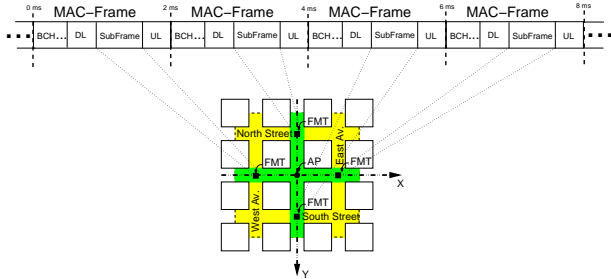 0 ms 2 ms 4 ms 6 ms 8 ms
MAC−Frame MAC−Frame MAC−Frame MAC−Frame
BCH... DL SubFrame UL BCH... DL SubFrame UL BCH... DL SubFrame UL BCH... DL SubFrame UL
FMT
North Street
East Av.
FMT AP FMT
X
West Av.
FMT
South Street
Y